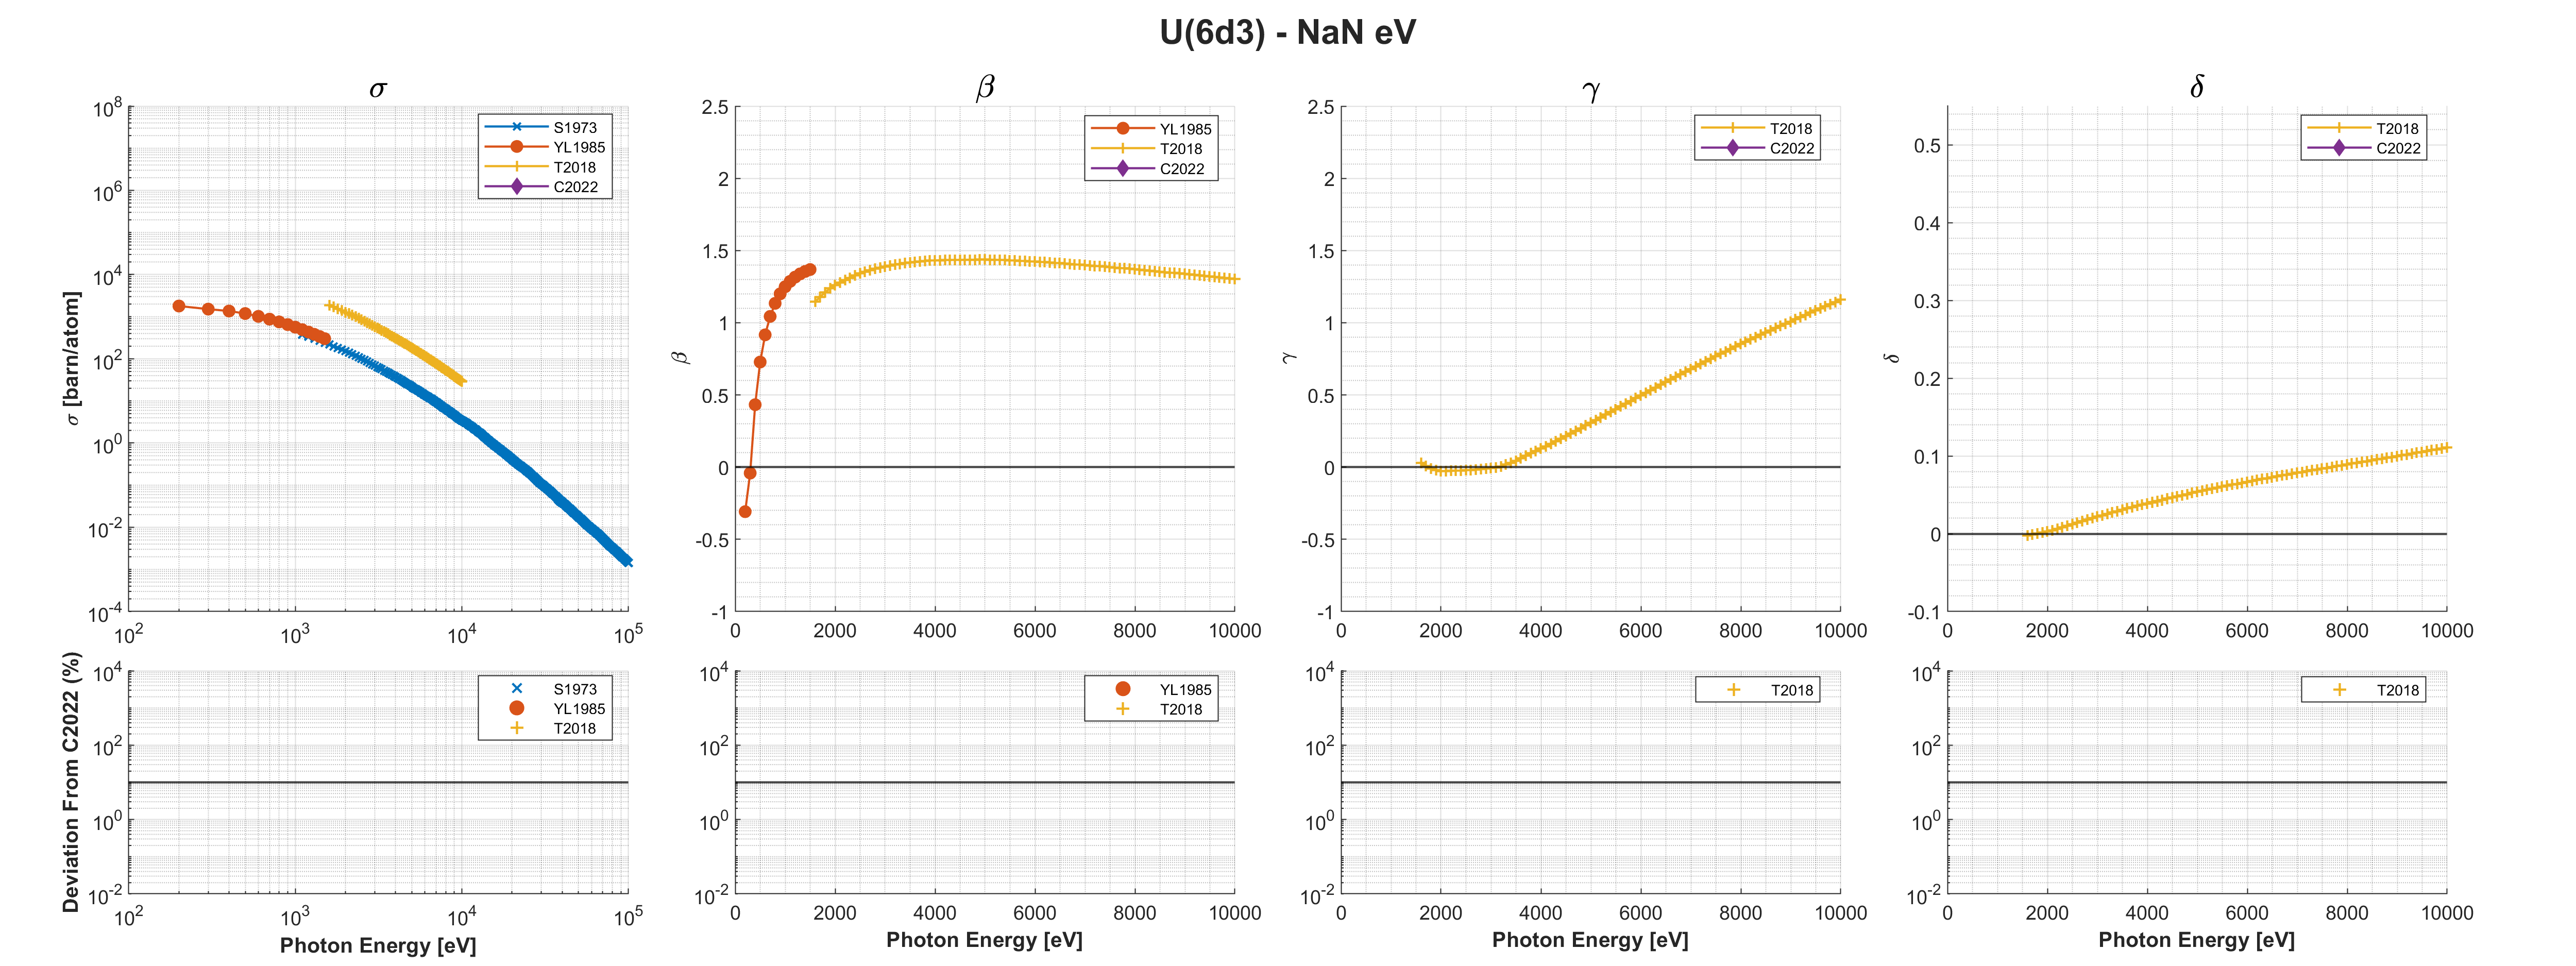 U(6d3) - NaN eV
σ
10^8
10^6
10^4
10^2
10^0
10^-2
10^-4
σ [barn/atom]
10^2 10^3 10^4 10^5
S1973
YL1985
T2018
C2022
β
2.5
2
1.5
1
0.5
0
-0.5
-1
β
0 2000 4000 6000 8000 10000
YL1985
T2018
C2022
γ
2.5
2
1.5
1
0.5
0
-0.5
-1
γ
0 2000 4000 6000 8000 10000
T2018
C2022
δ
0.5
0.4
0.3
0.2
0.1
0
-0.1
δ
0 2000 4000 6000 8000 10000
T2018
C2022
Deviation From C2022 (%)
10^4
10^2
10^0
10^-2
10^2 10^3 10^4 10^5
Photon Energy [eV]
S1973
YL1985
T2018
10^4
10^2
10^0
10^-2
0 2000 4000 6000 8000 10000
Photon Energy [eV]
YL1985
T2018
10^4
10^2
10^0
10^-2
0 2000 4000 6000 8000 10000
Photon Energy [eV]
T2018
10^4
10^2
10^0
10^-2
0 2000 4000 6000 8000 10000
Photon Energy [eV]
T2018